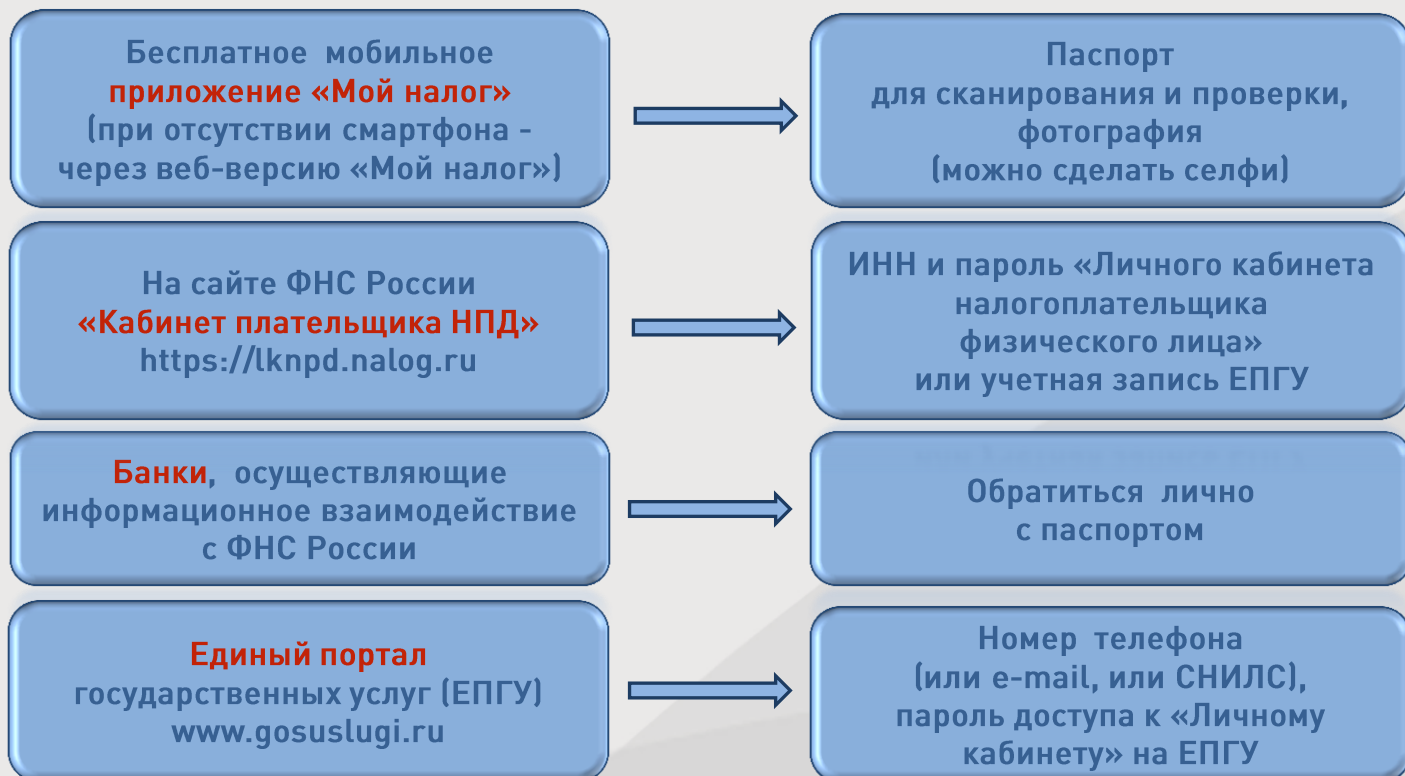 Бесплатное мобильное
приложение «Мой налог»
(при отсутствии смартфона -
через веб-версию «Мой налог»)
Паспорт
для сканирования и проверки,
фотография
(можно сделать селфи)
На сайте ФНС России
«Кабинет плательщика НПД»
https://lknpd.nalog.ru
ИНН и пароль «Личного кабинета
налогоплательщика
физического лица»
или учетная запись ЕПГУ
Банки, осуществляющие
информационное взаимодействие
с ФНС России
Обратиться лично
с паспортом
Единый портал
государственных услуг (ЕПГУ)
www.gosuslugi.ru
Номер телефона
(или e-mail, или СНИЛС),
пароль доступа к «Личному
кабинету» на ЕПГУ